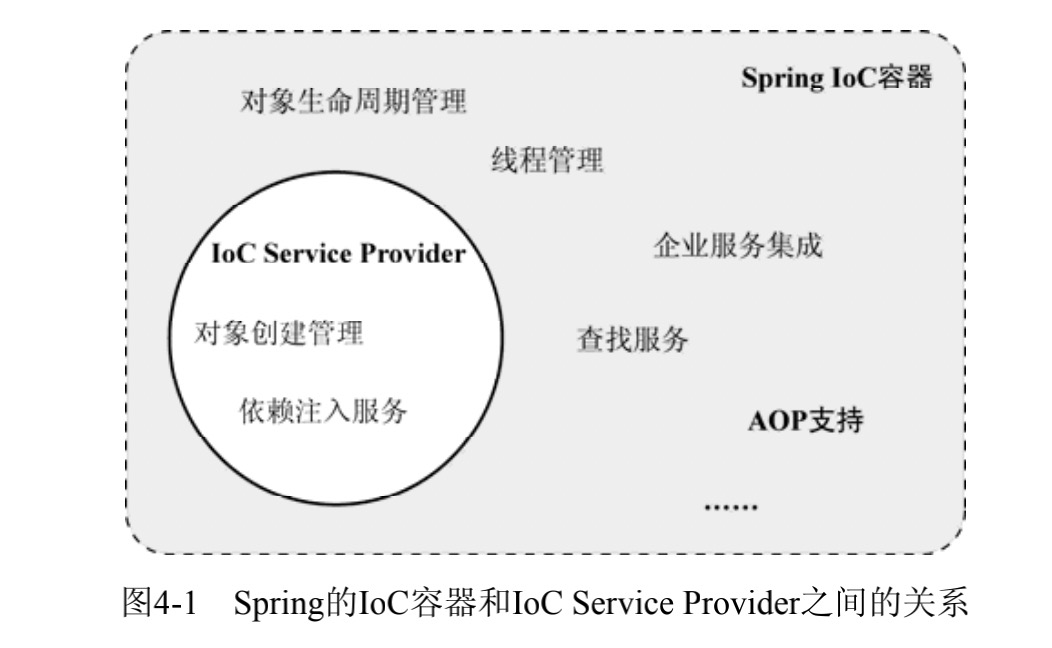 Spring IoC容器
对象生命周期管理
线程管理
IoC Service Provider
企业服务集成
对象创建管理
查找服务
依赖注入服务
AOP支持
……
图4-1 Spring的IoC容器和IoC Service Provider之间的关系